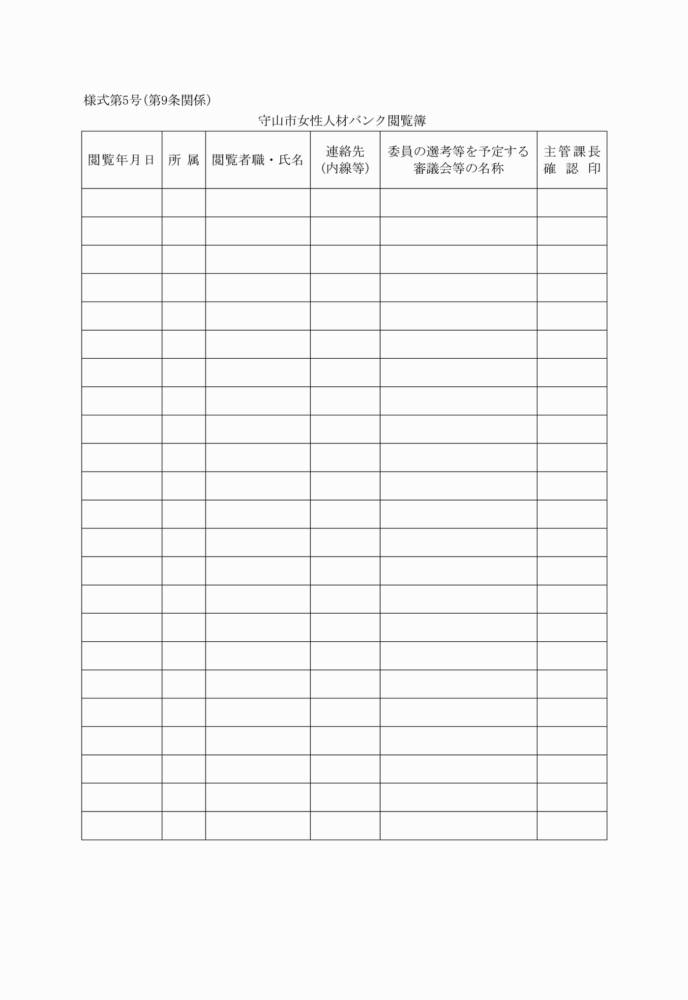 様式第5号(第9条関係)
守山市女性人材バンク閲覧簿
閲覧年月日
所属
閲覧者職・氏名
連絡先
(内線等)
委員の選考等を予定する
審議会等の名称
主管課長
確認印